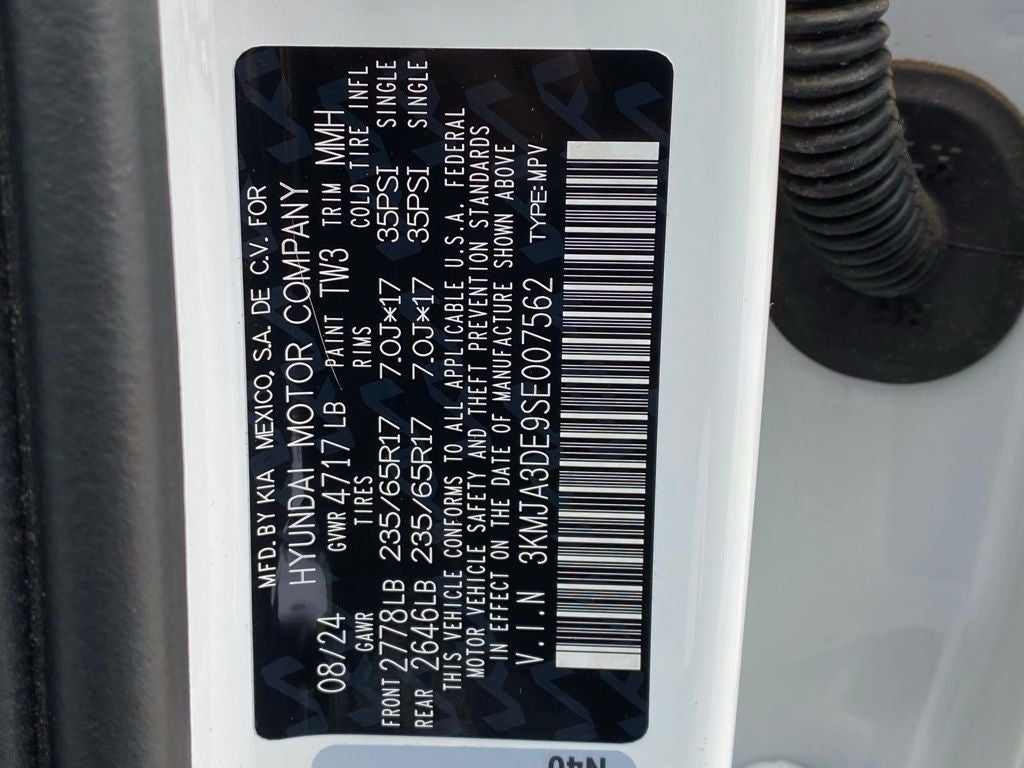 MFD. BY KIA MEXICO, S.A. DE C.V. FOR
HYUNDAI MOTOR COMPANY
08/24 GVWR 4717 LB PAINT TW3 TRIM MMH
GAWR TIRES RIMS COLD TIRE INFL
FRONT 2778LB 235/65R17 7.0J*17 35PSI SINGLE
REAR 2646LB 235/65R17 7.0J*17 35PSI SINGLE
THIS VEHICLE CONFORMS TO ALL APPLICABLE U.S.A. FEDERAL
MOTOR VEHICLE SAFETY AND THEFT PREVENTION STANDARDS
IN EFFECT ON THE DATE OF MANUFACTURE SHOWN ABOVE
V.I.N 3KMJA3DE9SE007562 TYPE:MPV
N40